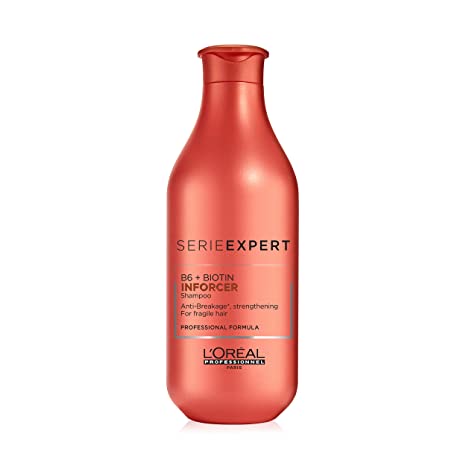 SERIEEXPERT
B6 + BIOTIN
INFORCER
Shampoo
Anti-Breakage*, strengthening
For fragile hair
PROFESSIONAL FORMULA
L'ORÉAL
PROFESSIONNEL
PARIS